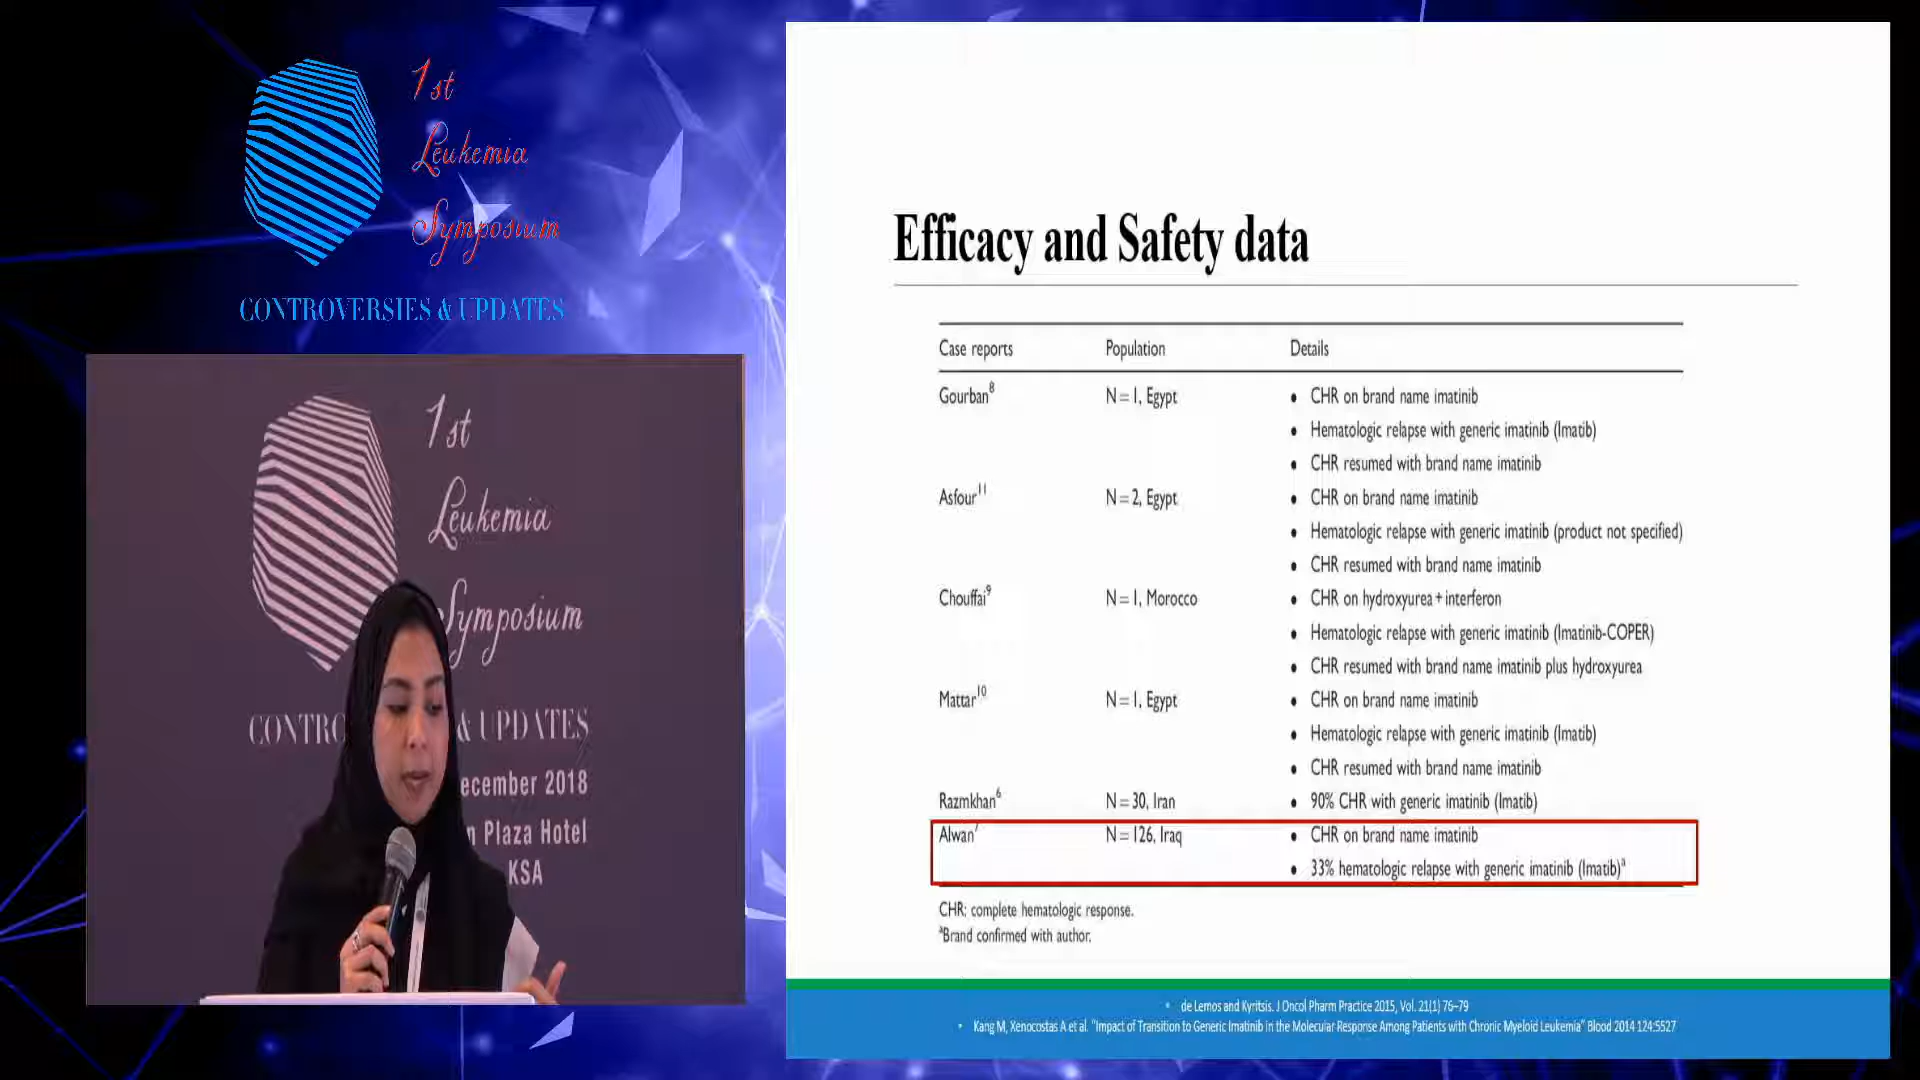 1st
Leukemia
Symposium
CONTROVERSIES & UPDATES
1st
Leukemia
Symposium
CONTRO & UPDATES
ecember 2018
n Plaza Hotel
KSA
Efficacy and Safety data
Case reports Population Details
Gourban8 N = 1, Egypt • CHR on brand name imatinib
• Hematologic relapse with generic imatinib (Imatib)
• CHR resumed with brand name imatinib
Asfour11 N = 2, Egypt • CHR on brand name imatinib
• Hematologic relapse with generic imatinib (product not specified)
• CHR resumed with brand name imatinib
Chouffai9 N = 1, Morocco • CHR on hydroxyurea + interferon
• Hematologic relapse with generic imatinib (Imatinib-COPER)
• CHR resumed with brand name imatinib plus hydroxyurea
Mattar10 N = 1, Egypt • CHR on brand name imatinib
• Hematologic relapse with generic imatinib (Imatib)
• CHR resumed with brand name imatinib
Razmkhan6 N = 30, Iran • 90% CHR with generic imatinib (Imatib)
Alwan7 N = 126, Iraq • CHR on brand name imatinib
• 33% hematologic relapse with generic imatinib (Imatib)a
CHR: complete hematologic response.
aBrand confirmed with author.
• de Lemos and Kyritsis. J Oncol Pharm Practice 2015, Vol. 21(1) 76–79
• Kang M, Xenocostas A et al. "Impact of Transition to Generic Imatinib in the Molecular Response Among Patients with Chronic Myeloid Leukemia" Blood 2014 124:5527